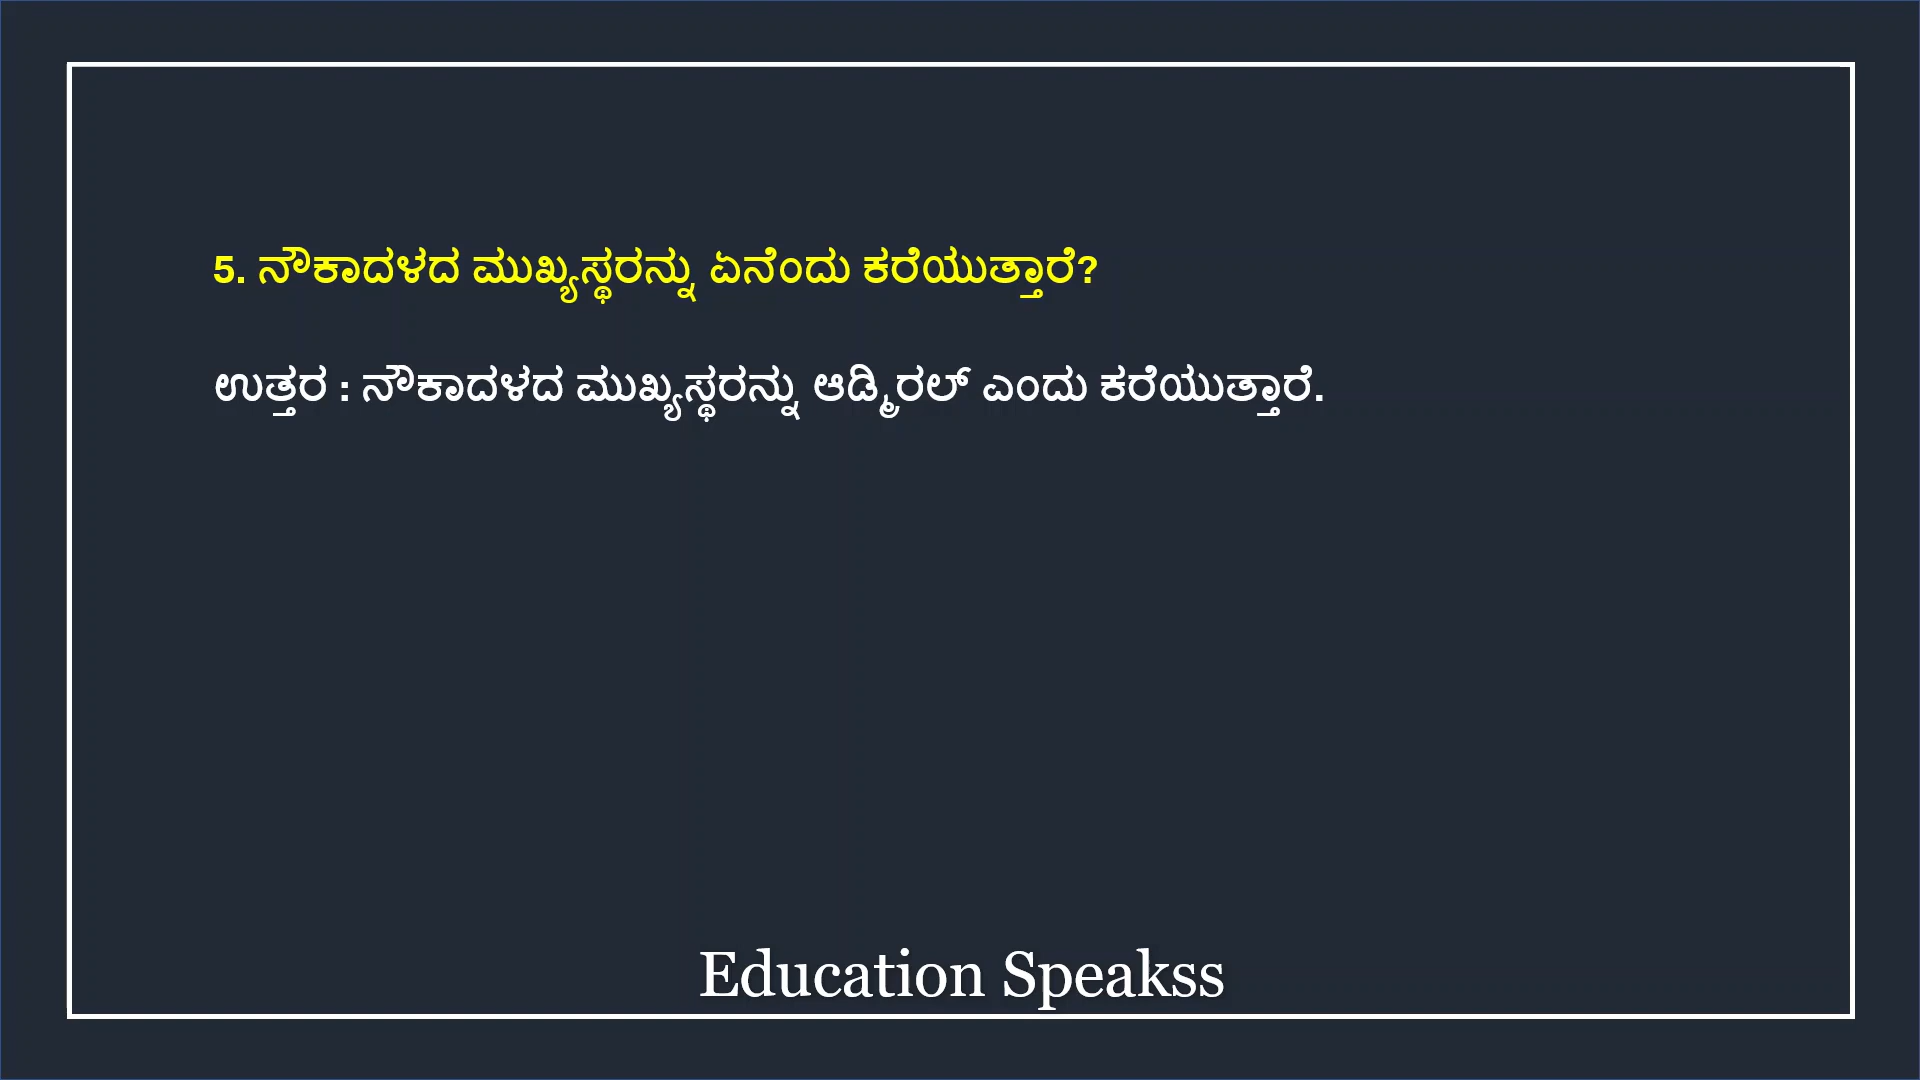 5. ನೌಕಾದಳದ ಮುಖ್ಯಸ್ಥರನ್ನು ಏನೆಂದು ಕರೆಯುತ್ತಾರೆ?
ಉತ್ತರ : ನೌಕಾದಳದ ಮುಖ್ಯಸ್ಥರನ್ನು ಆಡ್ಮಿರಲ್ ಎಂದು ಕರೆಯುತ್ತಾರೆ.
Education Speakss